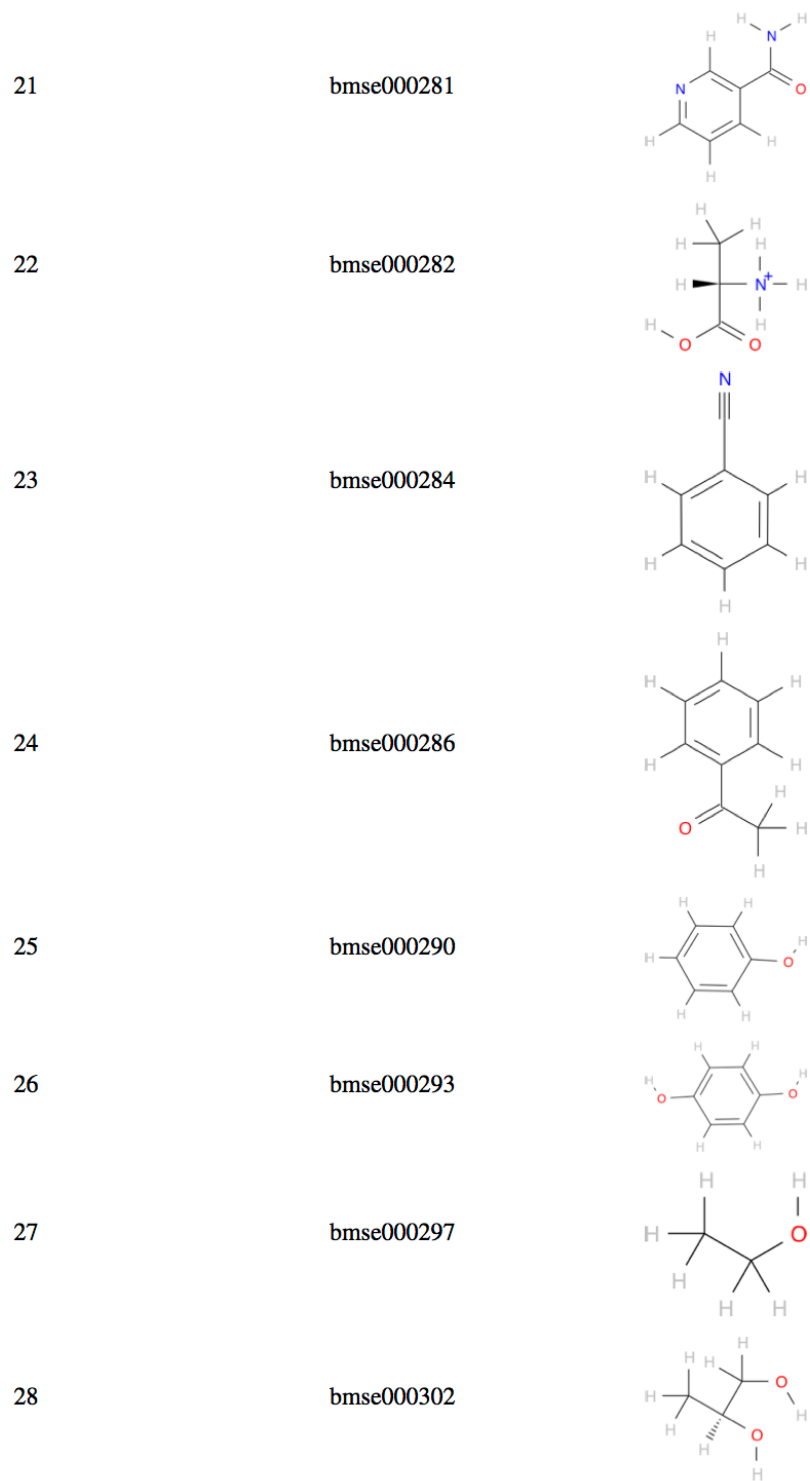 H H
H N
21 bmse000281 N O
H H
H
H
H
H H
22 bmse000282 H N+ H
H H
O O
N
H H
23 bmse000284
H H
H
H
H H
24 bmse000286
H H
H
O H
H
H H
H
25 bmse000290 H O
H H
H H
H H
26 bmse000293 O O
H H
H H
27 bmse000297 H O
H
H H
H
H H
O
28 bmse000302 H
H
H O
H
H